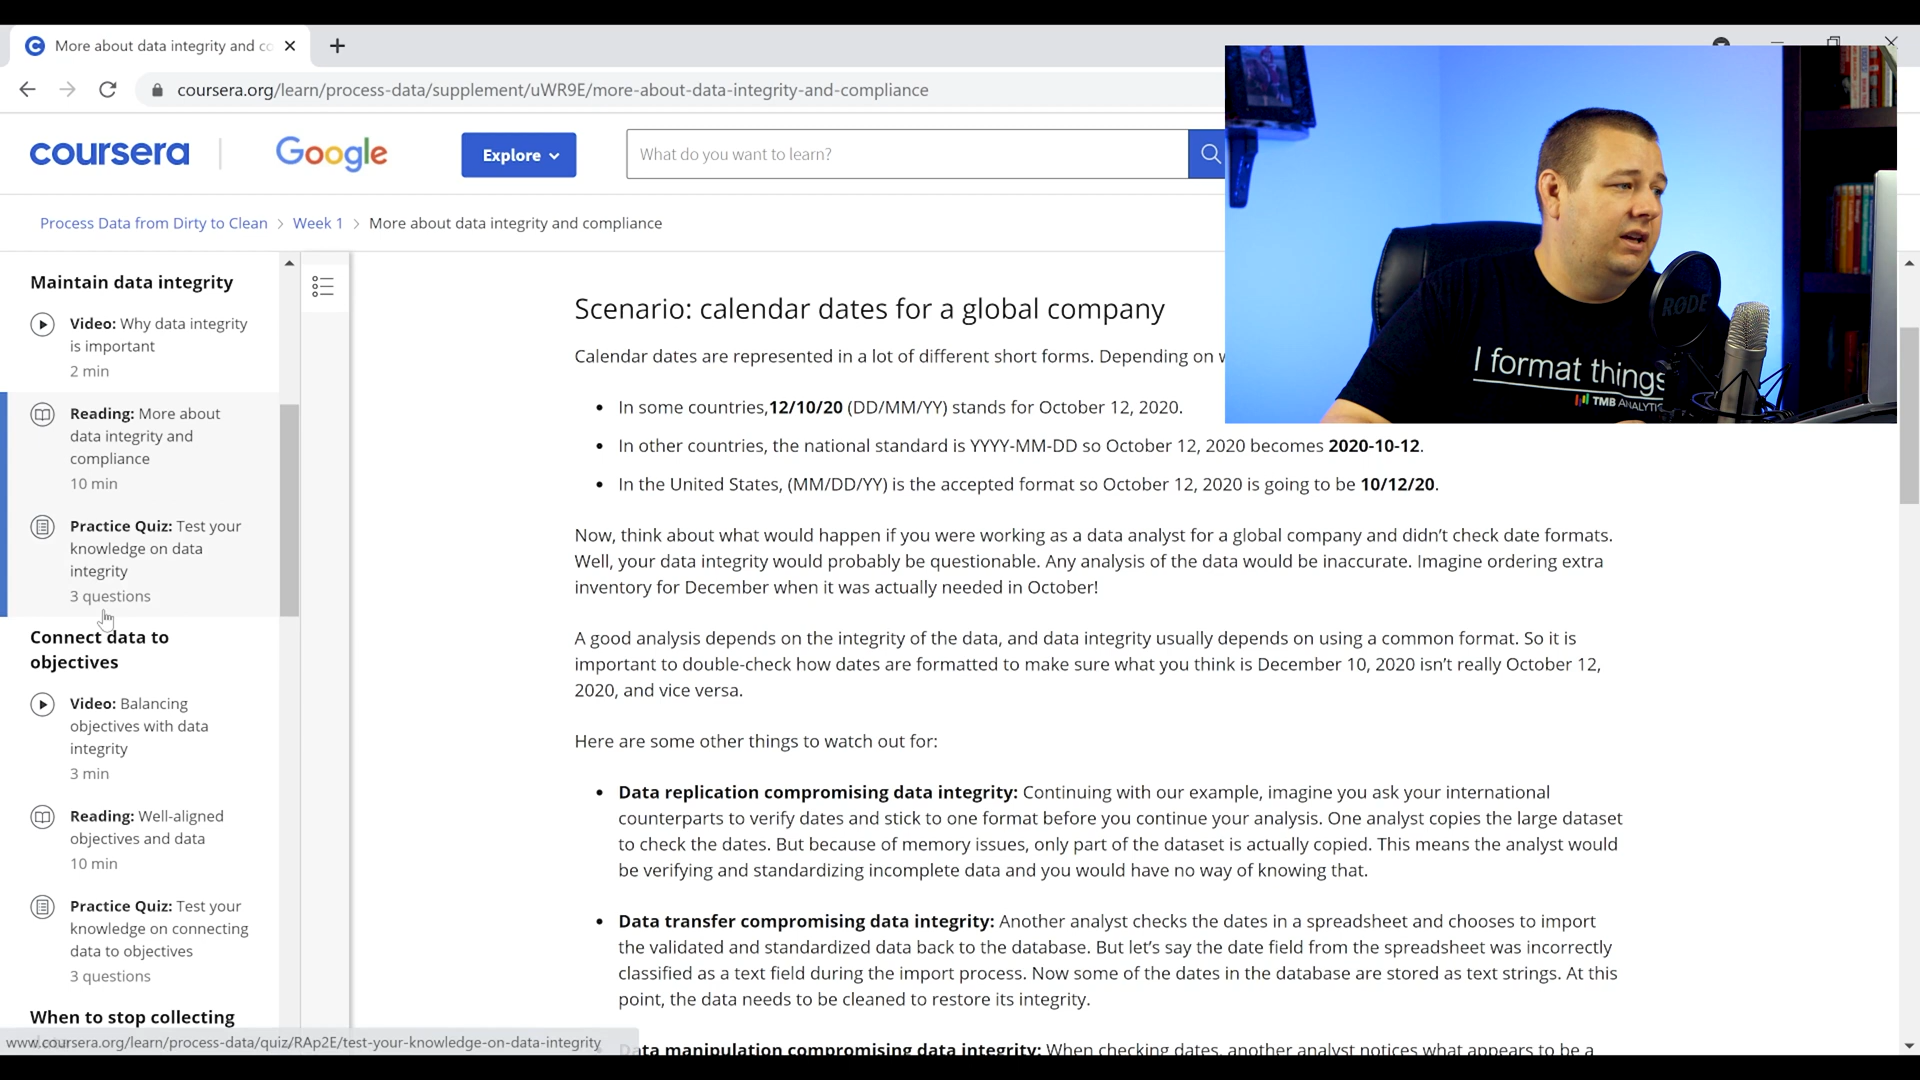 More about data integrity and co
coursera.org/learn/process-data/supplement/uWR9E/more-about-data-integrity-and-compliance
coursera
Google
Explore
What do you want to learn?
Process Data from Dirty to Clean > Week 1 > More about data integrity and compliance
Maintain data integrity
Video: Why data integrity
is important
2 min
Reading: More about
data integrity and
compliance
10 min
Practice Quiz: Test your
knowledge on data
integrity
3 questions
Connect data to
objectives
Video: Balancing
objectives with data
integrity
3 min
Reading: Well-aligned
objectives and data
10 min
Practice Quiz: Test your
knowledge on connecting
data to objectives
3 questions
When to stop collecting
www.coursera.org/learn/process-data/quiz/RAp2E/test-your-knowledge-on-data-integrity
Scenario: calendar dates for a global company
Calendar dates are represented in a lot of different short forms. Depending on
• In some countries,12/10/20 (DD/MM/YY) stands for October 12, 2020.
• In other countries, the national standard is YYYY-MM-DD so October 12, 2020 becomes 2020-10-12.
• In the United States, (MM/DD/YY) is the accepted format so October 12, 2020 is going to be 10/12/20.
Now, think about what would happen if you were working as a data analyst for a global company and didn’t check date formats.
Well, your data integrity would probably be questionable. Any analysis of the data would be inaccurate. Imagine ordering extra
inventory for December when it was actually needed in October!
A good analysis depends on the integrity of the data, and data integrity usually depends on using a common format. So it is
important to double-check how dates are formatted to make sure what you think is December 10, 2020 isn’t really October 12,
2020, and vice versa.
Here are some other things to watch out for:
• Data replication compromising data integrity: Continuing with our example, imagine you ask your international
counterparts to verify dates and stick to one format before you continue your analysis. One analyst copies the large dataset
to check the dates. But because of memory issues, only part of the dataset is actually copied. This means the analyst would
be verifying and standardizing incomplete data and you would have no way of knowing that.
• Data transfer compromising data integrity: Another analyst checks the dates in a spreadsheet and chooses to import
the validated and standardized data back to the database. But let’s say the date field from the spreadsheet was incorrectly
classified as a text field during the import process. Now some of the dates in the database are stored as text strings. At this
point, the data needs to be cleaned to restore its integrity.
Data manipulation compromising data integrity: When checking dates, another analyst notices what appears to be a
I format things
TMB ANALYTIC
RODE